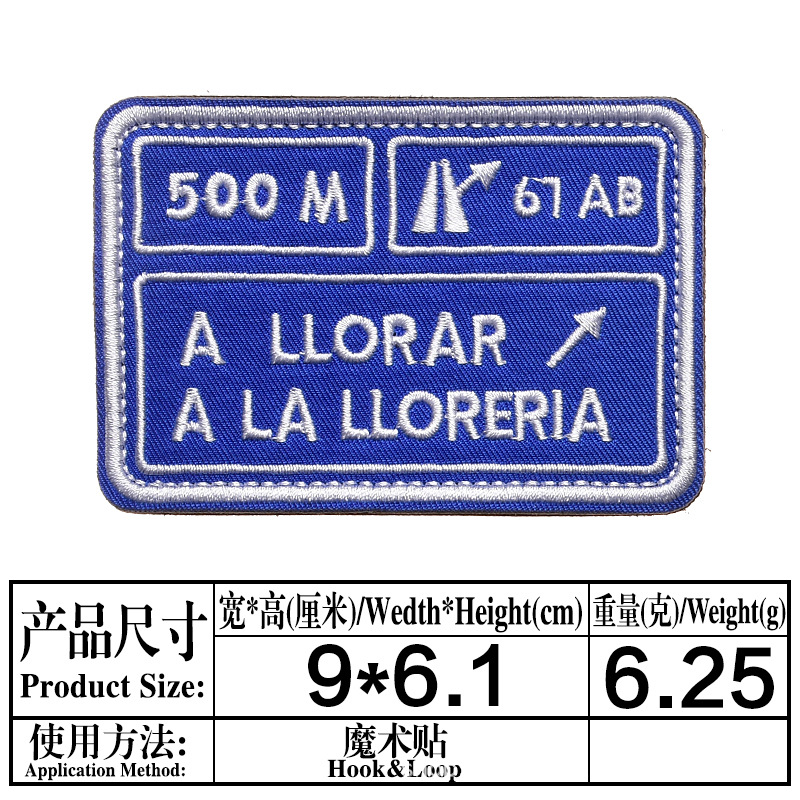 500 M
67 AB
A LLORAR
A LA LLORERIA
产品尺寸
Product Size:
宽*高(厘米)/Wedth*Height(cm)
重量(克)/Weight(g)
9*6.1
6.25
使用方法:
Application Method:
魔术贴
Hook&Loop